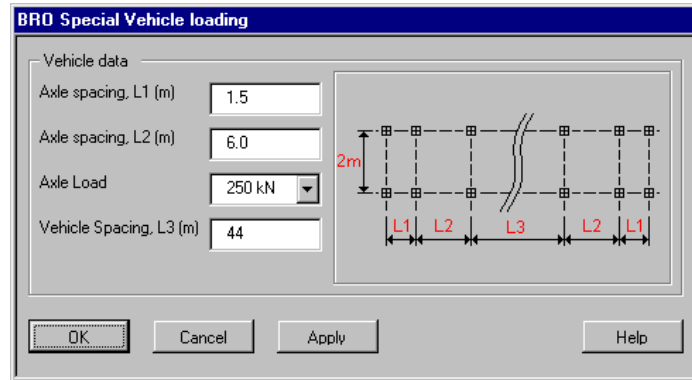 BRO Special Vehicle loading
Vehicle data
Axle spacing, L1 (m) 1.5
Axle spacing, L2 (m) 6.0
Axle Load 250 kN
Vehicle Spacing, L3 (m) 44
2m
L1 L2 L3 L2 L1
OK Cancel Apply Help